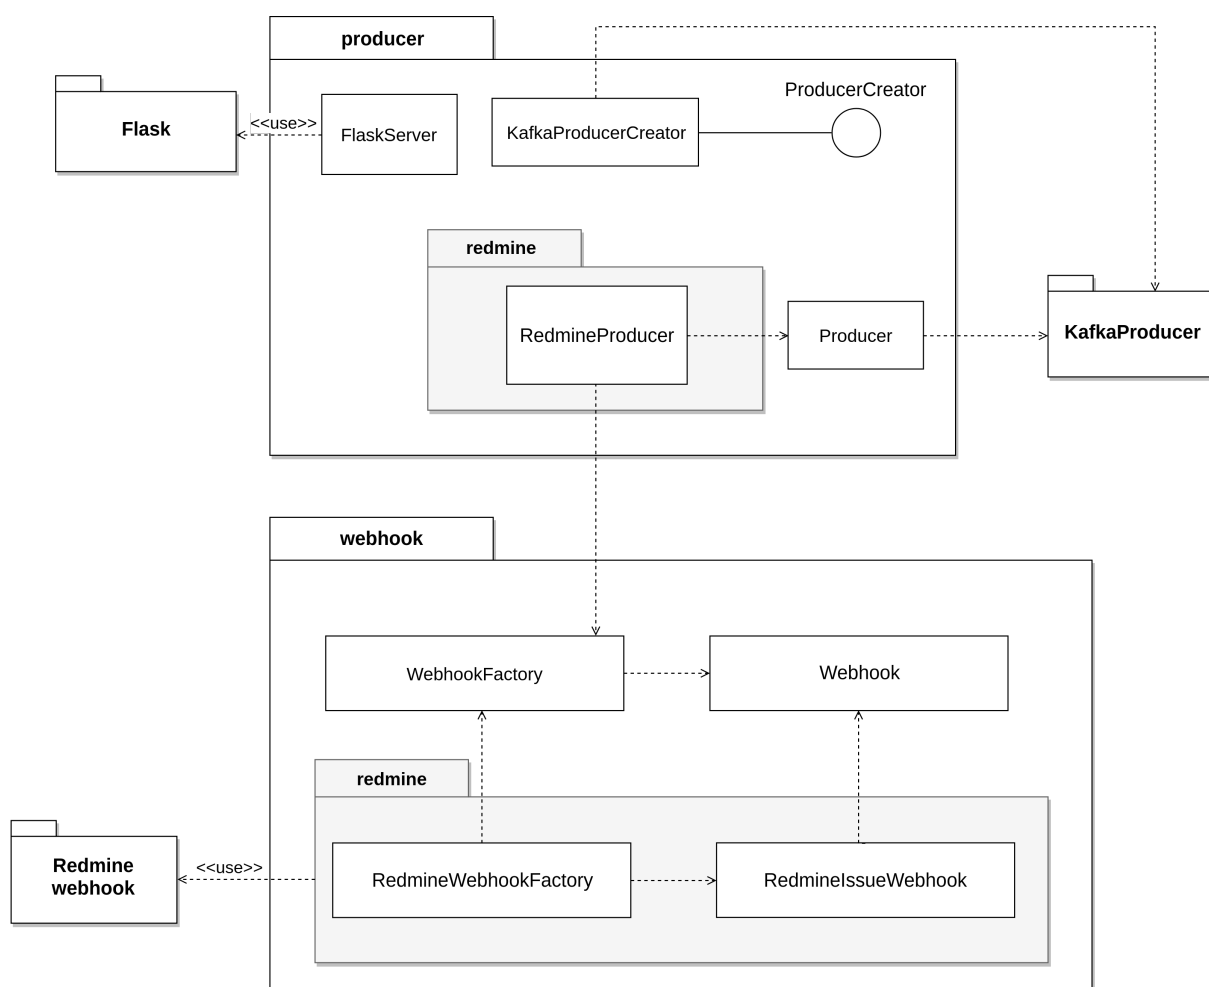 producer
ProducerCreator
Flask
<<use>>
FlaskServer
KafkaProducerCreator
redmine
RedmineProducer
Producer
KafkaProducer
webhook
WebhookFactory
Webhook
redmine
Redmine
webhook
<<use>>
RedmineWebhookFactory
RedmineIssueWebhook